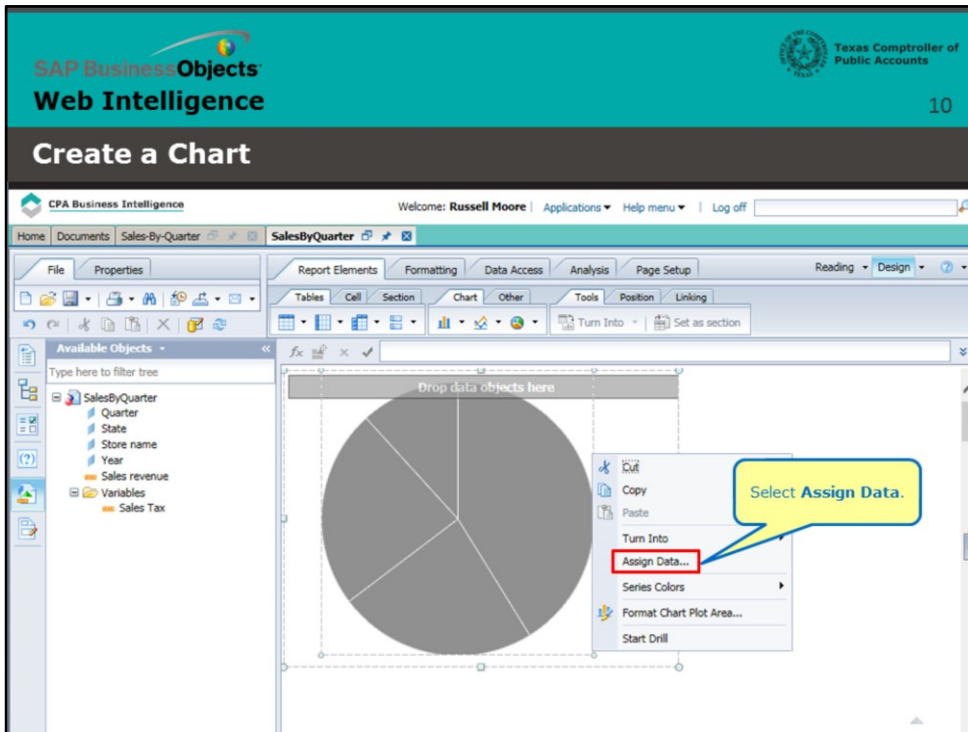 SAP BusinessObjects
Web Intelligence
Texas Comptroller of
Public Accounts
10
Create a Chart
CPA Business Intelligence
Welcome: Russell Moore | Applications Help menu | Log off
Home Documents Sales-By-Quarter SalesByQuarter
File Properties
Report Elements Formatting Data Access Analysis Page Setup
Reading Design
Tables Cell Section Chart Other Tools Position Linking
Turn Into Set as section
Available Objects
Type here to filter tree
SalesByQuarter
Quarter
State
Store name
Year
Sales revenue
Variables
Sales Tax
Drop data objects here
Cut
Copy
Paste
Turn Into
Assign Data...
Series Colors
Format Chart Plot Area...
Start Drill
Select Assign Data.